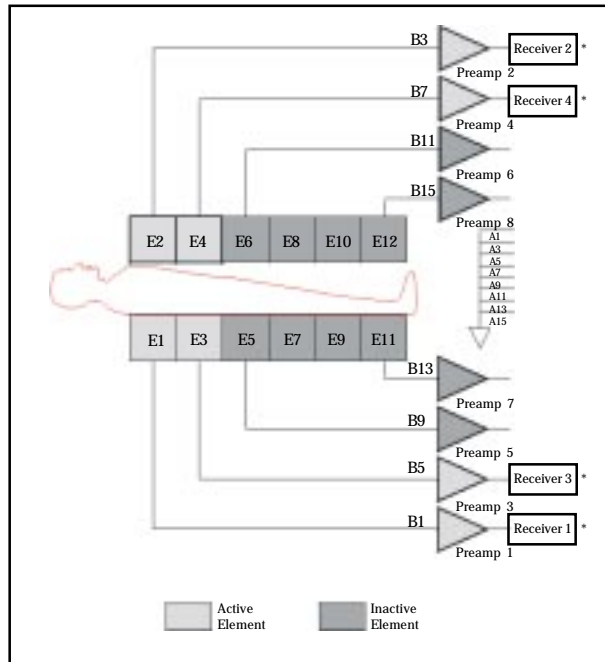 B3
Receiver 2 *
Preamp 2
B7
Receiver 4 *
Preamp 4
B11
Preamp 6
B15
Preamp 8
E2 E4 E6 E8 E10 E12
A1
A3
A5
A7
A9
A11
A13
A15
E1 E3 E5 E7 E9 E11
B13
Preamp 7
B9
Preamp 5
B5
Receiver 3 *
Preamp 3
B1
Receiver 1 *
Preamp 1
Active
Element
Inactive
Element